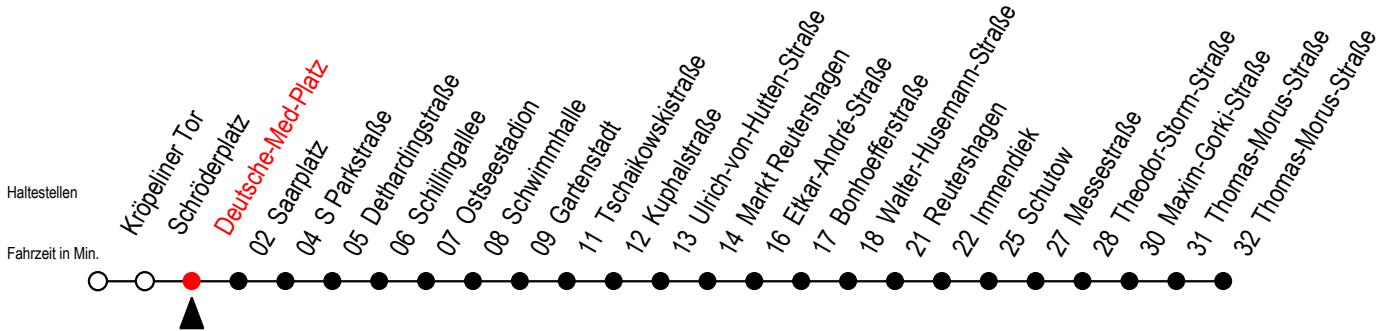 Haltestellen
Fahrzeit in Min.
Kröpeliner Tor
Schröderplatz
Deutsche-Med-Platz
02 Saarplatz
04 S Parkstraße
05 Dethardingstraße
06 Schillingallee
07 Ostseestadion
08 Schwimmhalle
09 Gartenstadt
11 Tschaikowskistraße
12 Kuphalstraße
13 Ulrich-von-Hutten-Straße
14 Markt Reutershagen
16 Etkar-André-Straße
17 Bonhoefferstraße
18 Walter-Husemann-Straße
21 Reutershagen
22 Immendiek
25 Schutow
27 Messestraße
28 Theodor-Storm-Straße
30 Maxim-Gorki-Straße
31 Thomas-Morus-Straße
32 Thomas-Morus-Straße